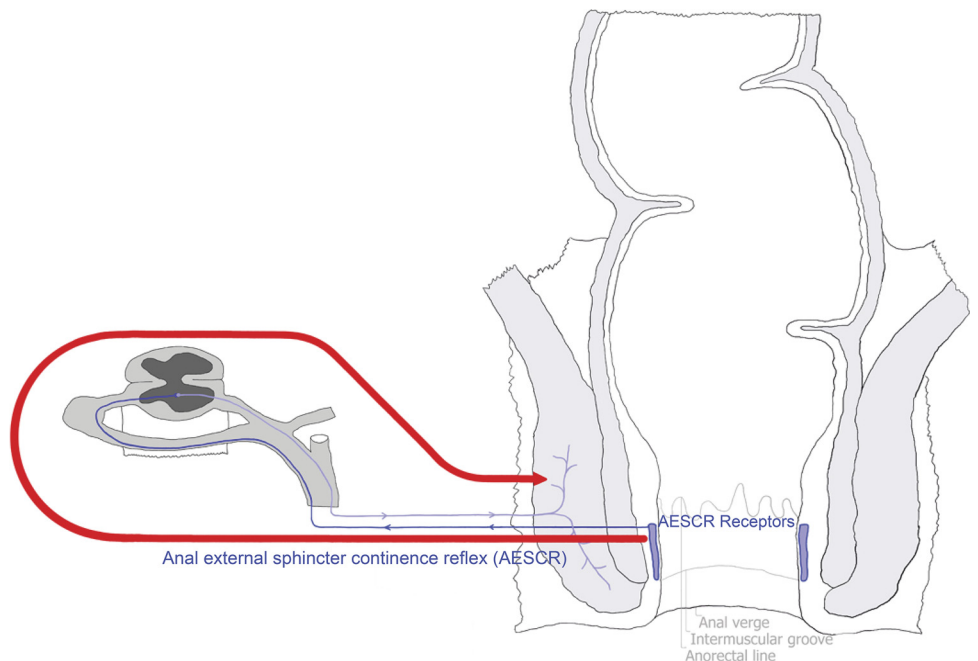 AESCR Receptors
Anal external sphincter continence reflex (AESCR)
Anal verge
Intermuscular groove
Anorectal line